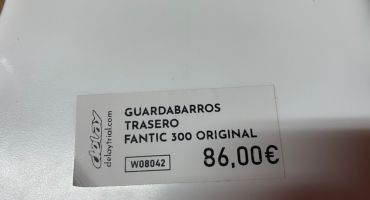 delay
delaytrial.com
GUARDABARROS
TRASERO
FANTIC 300 ORIGINAL
W08042
86,00€